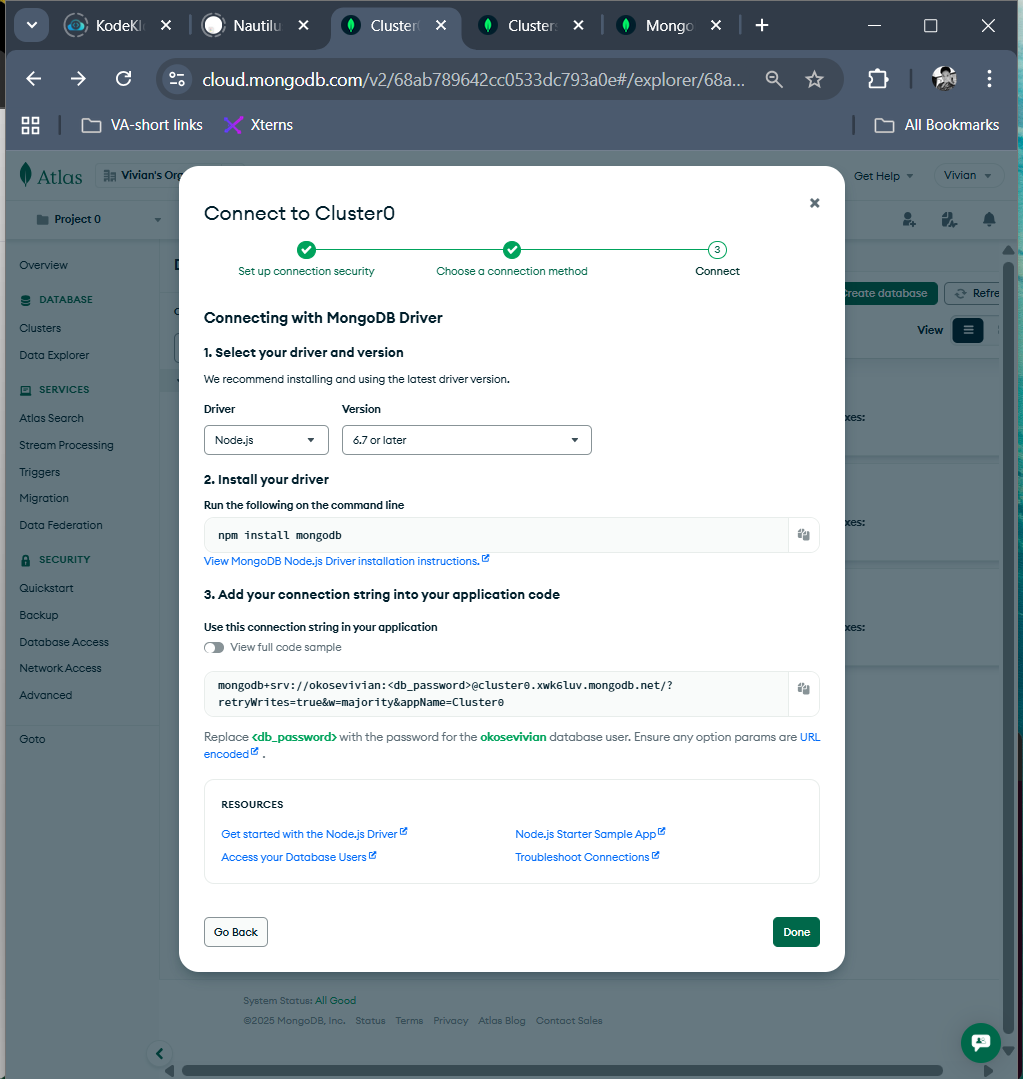 KodeKl
Nautilu
Cluster
Cluster
Mongo
cloud.mongodb.com/v2/68ab789642cc0533dc793a0e#/explorer/68a...
VA-short links
Xterns
All Bookmarks
Atlas
Vivian's Org
Get Help
Vivian
Project 0
Overview
DATABASE
Clusters
Data Explorer
SERVICES
Atlas Search
Stream Processing
Triggers
Migration
Data Federation
SECURITY
Quickstart
Backup
Database Access
Network Access
Advanced
Goto
Create database
Refre
View
xes:
xes:
xes:
Connect to Cluster0
Set up connection security
Choose a connection method
3
Connect
Connecting with MongoDB Driver
1. Select your driver and version
We recommend installing and using the latest driver version.
Driver
Version
Node.js
6.7 or later
2. Install your driver
Run the following on the command line
npm install mongodb
View MongoDB Node.js Driver installation instructions.
3. Add your connection string into your application code
Use this connection string in your application
View full code sample
mongodb+srv://okosevivian:<db_password>@cluster0.xwk6luv.mongodb.net/?
retryWrites=true&w=majority&appName=Cluster0
Replace <db_password> with the password for the okosevivian database user. Ensure any option params are URL
encoded .
RESOURCES
Get started with the Node.js Driver
Node.js Starter Sample App
Access your Database Users
Troubleshoot Connections
Go Back
Done
System Status: All Good
©2025 MongoDB, Inc. Status Terms Privacy Atlas Blog Contact Sales